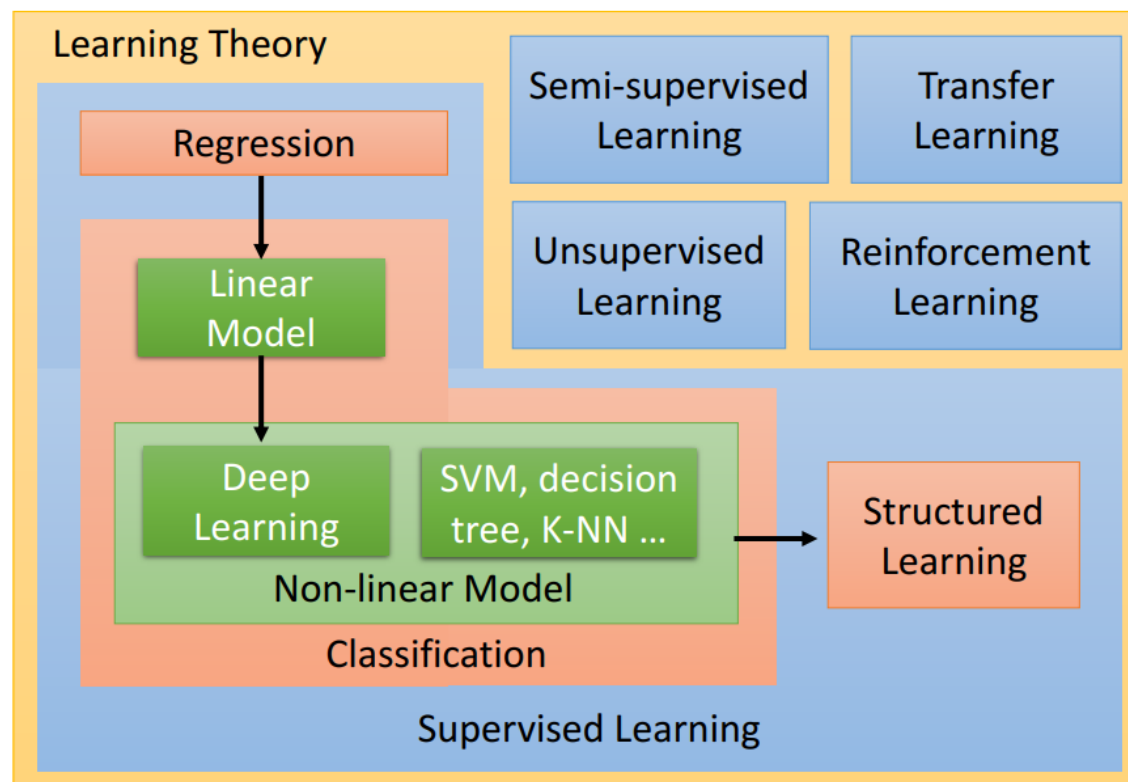 Learning Theory
Regression
Linear
Model
Deep
Learning
SVM, decision
tree, K-NN ...
Non-linear Model
Classification
Supervised Learning
Structured
Learning
Semi-supervised
Learning
Transfer
Learning
Unsupervised
Learning
Reinforcement
Learning